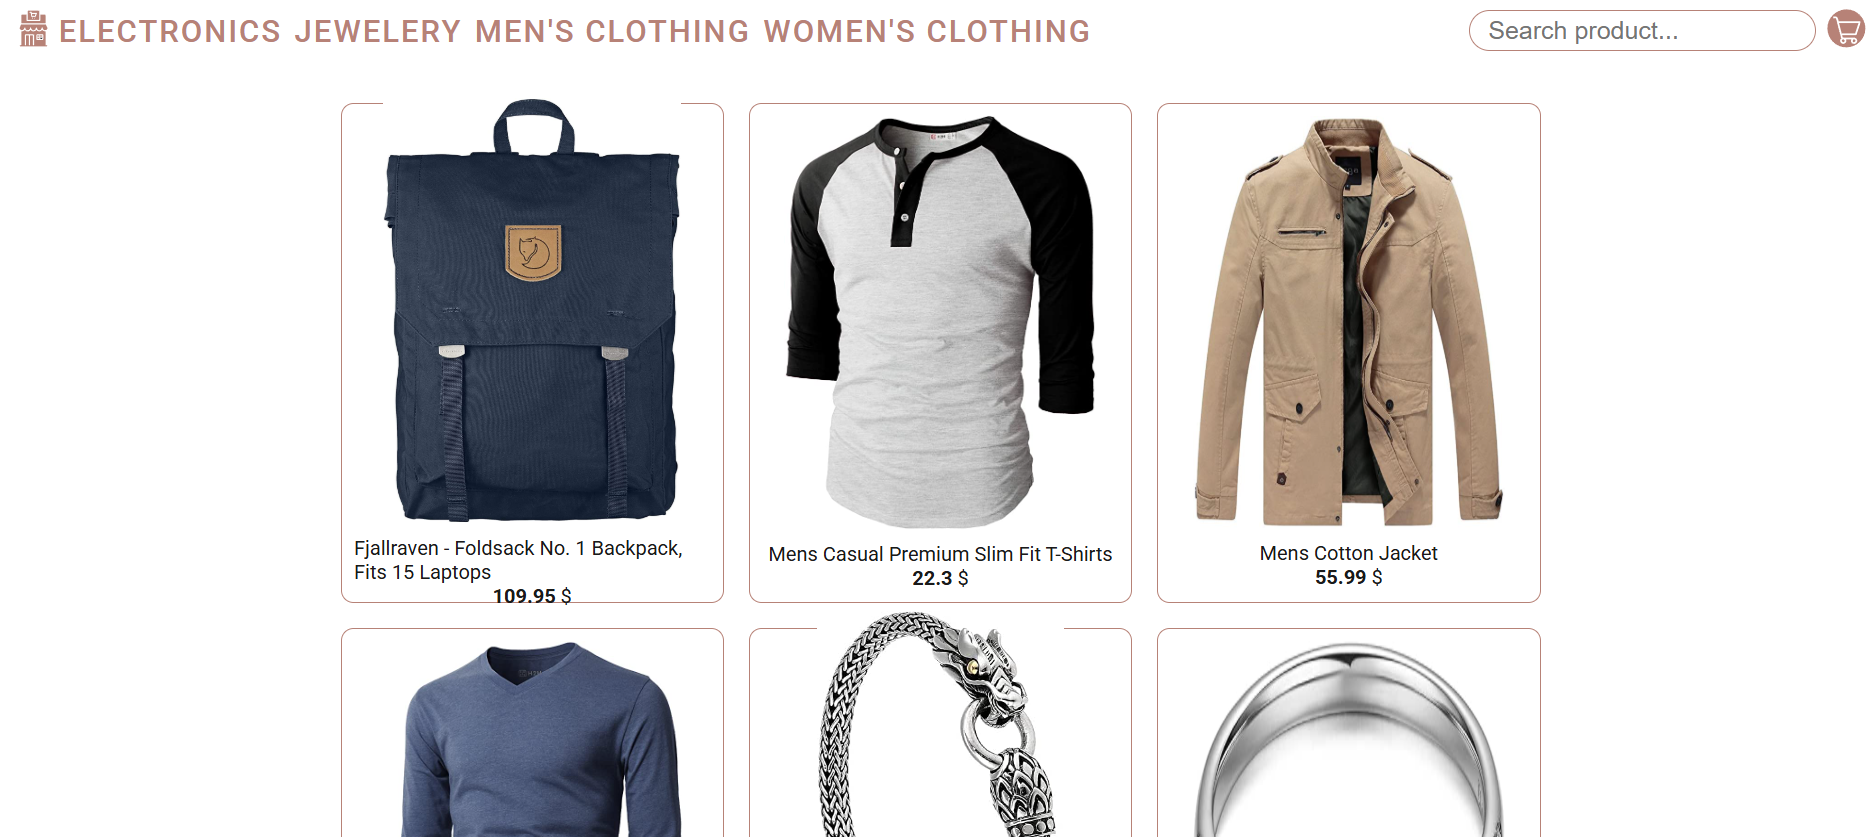 ELECTRONICS JEWELERY MEN'S CLOTHING WOMEN'S CLOTHING
Search product...
Fjallraven - Foldsack No. 1 Backpack,
Fits 15 Laptops
109.95 $
Mens Casual Premium Slim Fit T-Shirts
22.3 $
Mens Cotton Jacket
55.99 $